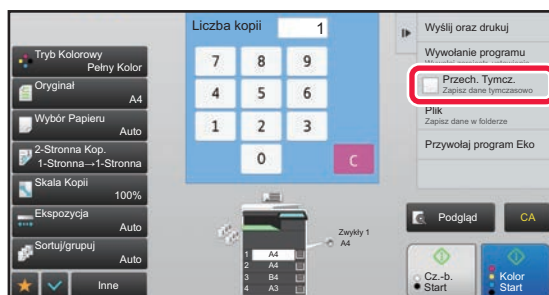 Liczba kopii
1
Tryb Kolorowy
Pełny Kolor
Oryginał
A4
Wybór Papieru
Auto
2-Stronna Kop.
1-Stronna→1-Stronna
Skala Kopii
100%
Ekspozycja
Auto
Sortuj/grupuj
Auto
Inne
7 8 9
4 5 6
1 2 3
0 C
Zwykły 1
A4
1 A4
2 A4
3 B4
4 A3
Wyślij oraz drukuj
Wywołanie programu
Przech. Tymcz.
Zapisz dane tymczasowo
Plik
Zapisz dane w folderze
Przywołaj program Eko
Podgląd
CA
Cz.-b.
Start
Kolor
Start